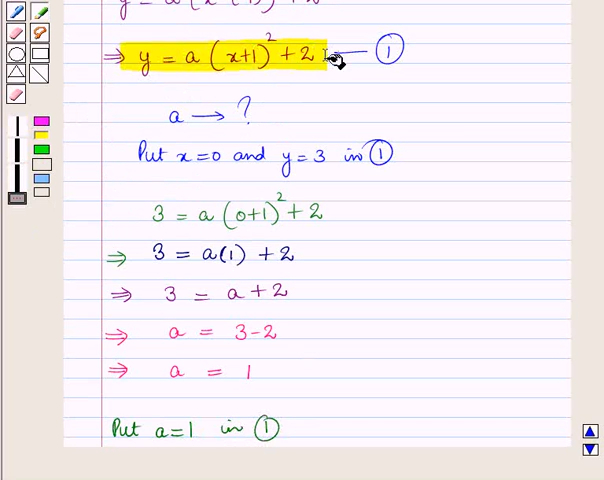 ⇒ y = a (x+1)² + 2 — ①
a → ?
Put x=0 and y=3 in ①
3 = a (0+1)² + 2
⇒ 3 = a(1) + 2
⇒ 3 = a + 2
⇒ a = 3-2
⇒ a = 1
Put a=1 in ①